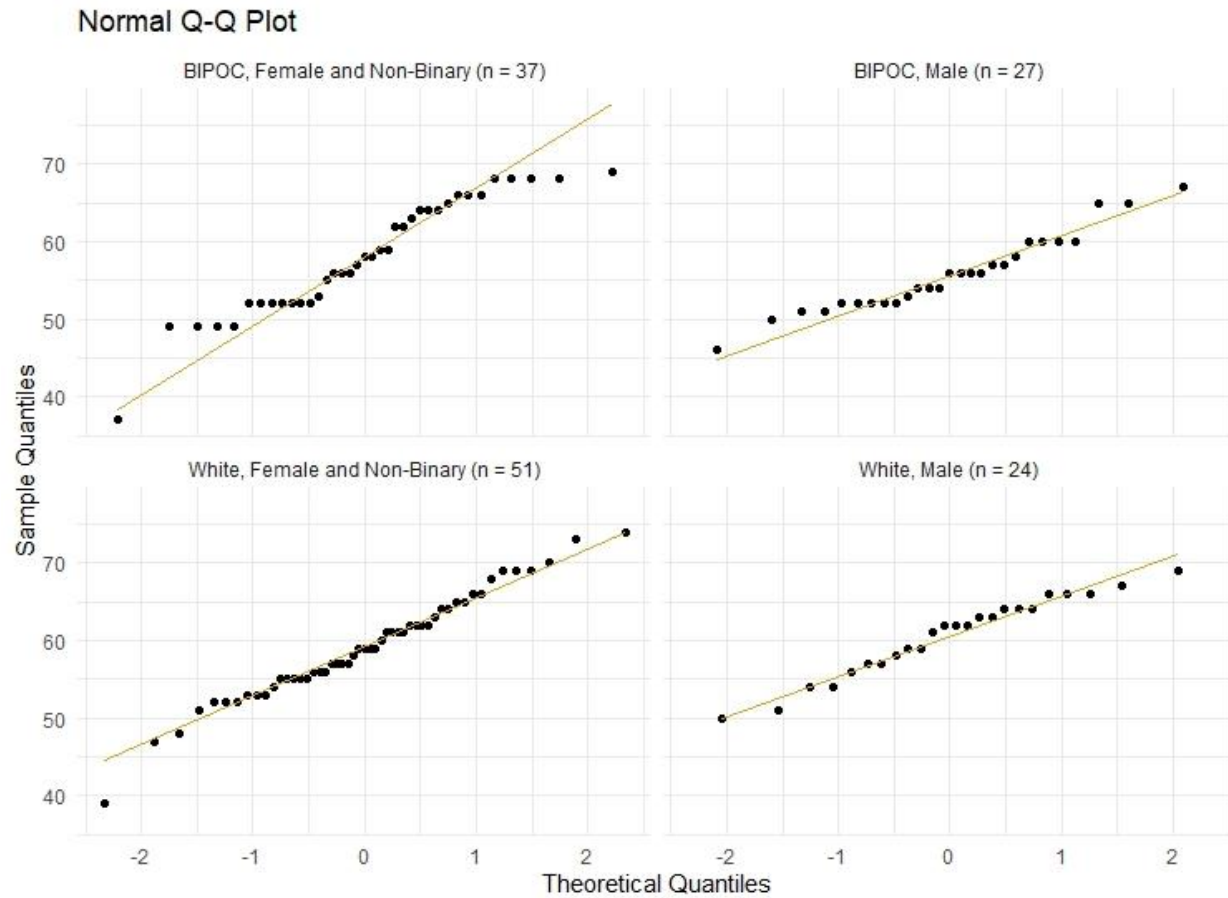 Normal Q-Q Plot
BIPOC, Female and Non-Binary (n = 37)
BIPOC, Male (n = 27)
70
60
50
40
White, Female and Non-Binary (n = 51)
White, Male (n = 24)
Sample Quantiles
70
60
50
40
-2 -1 0 1 2
-2 -1 0 1 2
Theoretical Quantiles